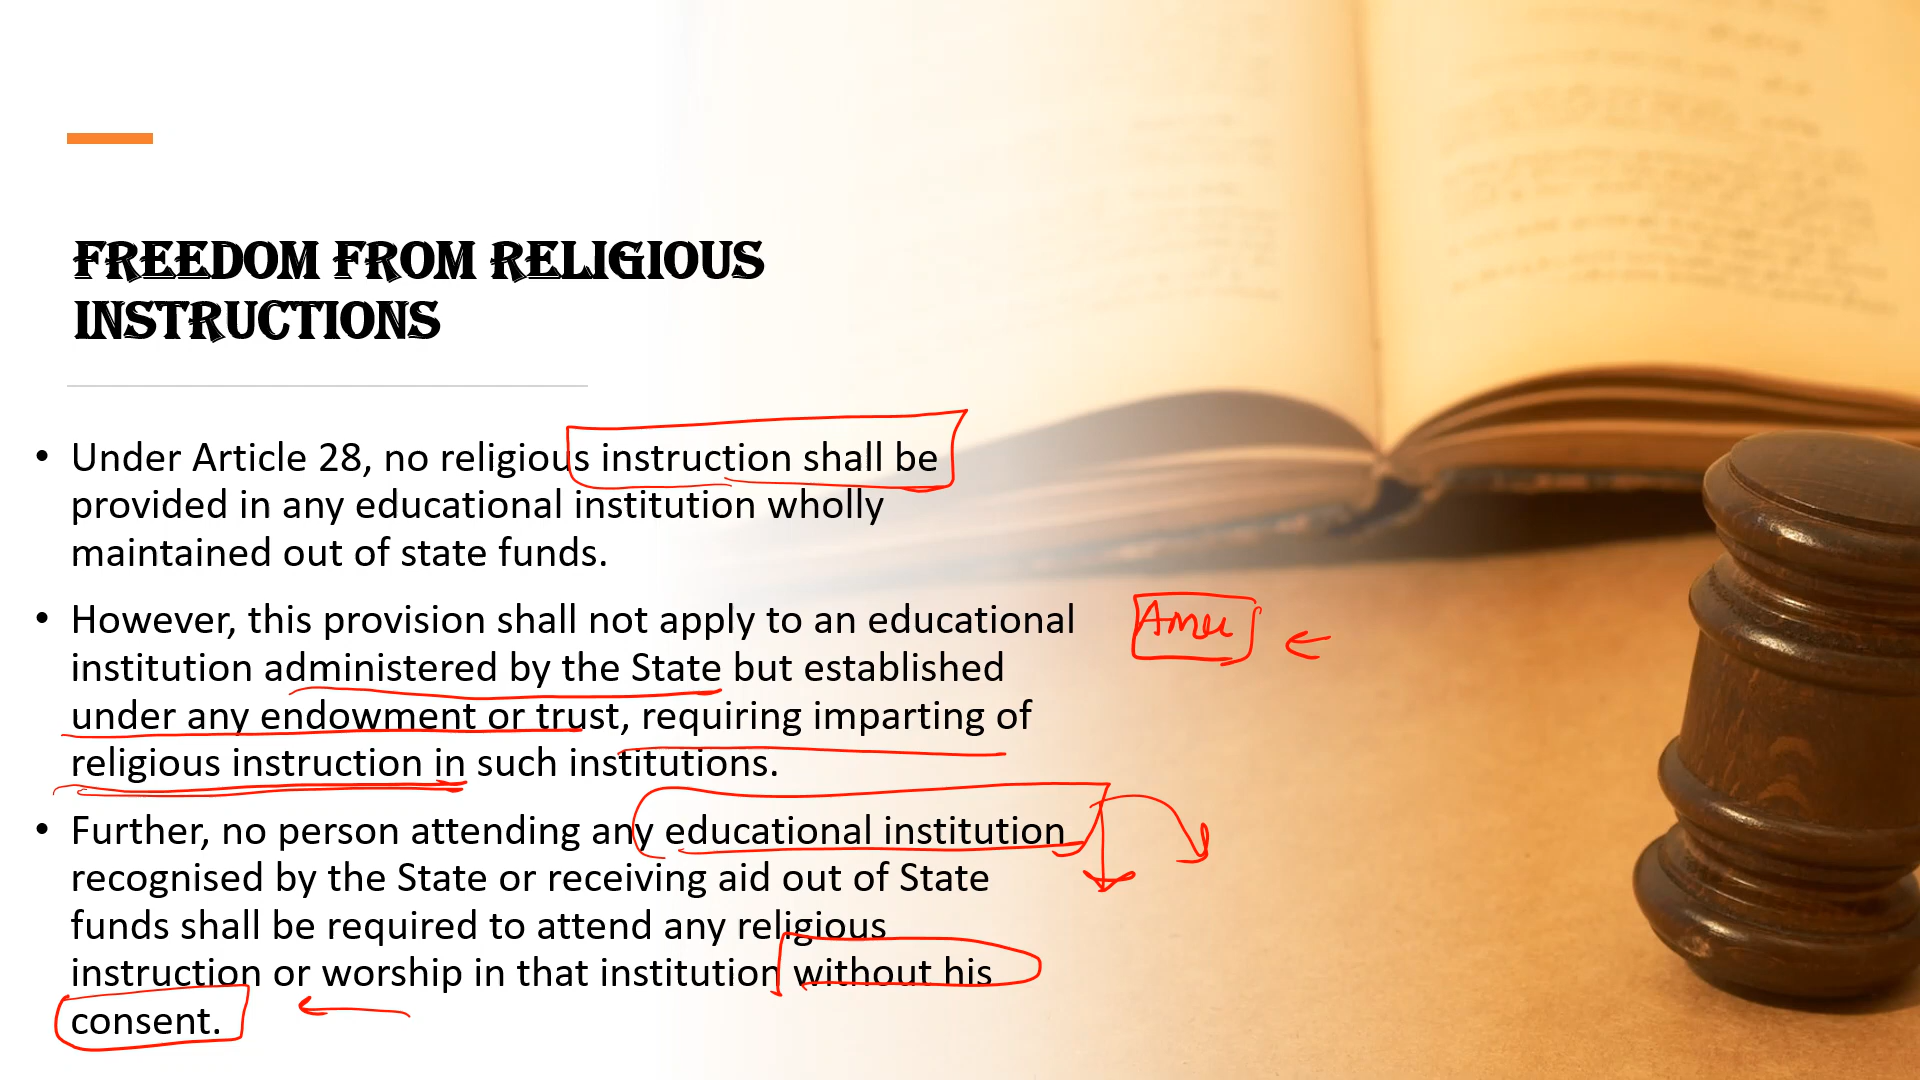 FREEDOM FROM RELIGIOUS
INSTRUCTIONS
• Under Article 28, no religious instruction shall be
provided in any educational institution wholly
maintained out of state funds.
• However, this provision shall not apply to an educational
institution administered by the State but established
under any endowment or trust, requiring imparting of
religious instruction in such institutions.
Amu
• Further, no person attending any educational institution
recognised by the State or receiving aid out of State
funds shall be required to attend any religious
instruction or worship in that institution without his
consent.